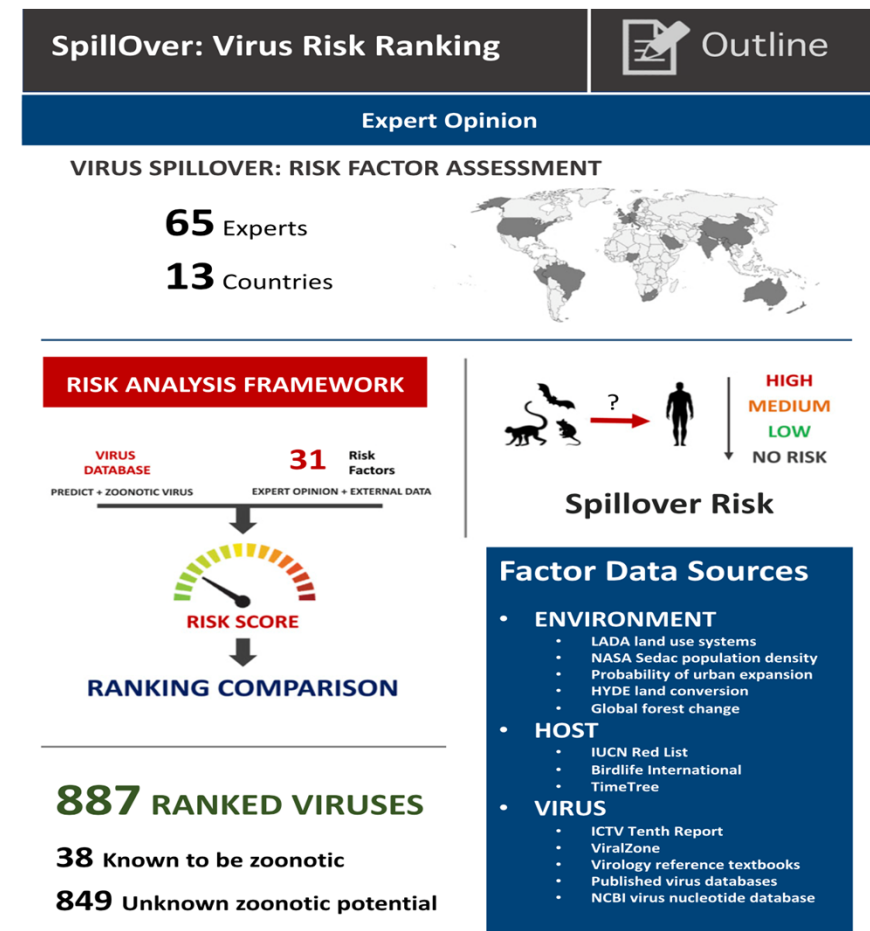 SpillOver: Virus Risk Ranking
Outline
Expert Opinion
VIRUS SPILLOVER: RISK FACTOR ASSESSMENT
65 Experts
13 Countries
RISK ANALYSIS FRAMEWORK
VIRUS
DATABASE
PREDICT + ZOONOTIC VIRUS
31 Risk
Factors
EXPERT OPINION + EXTERNAL DATA
RISK SCORE
RANKING COMPARISON
887 RANKED VIRUSES
38 Known to be zoonotic
849 Unknown zoonotic potential
?
HIGH
MEDIUM
LOW
NO RISK
Spillover Risk
Factor Data Sources
• ENVIRONMENT
• LADA land use systems
• NASA Sedac population density
• Probability of urban expansion
• HYDE land conversion
• Global forest change
• HOST
• IUCN Red List
• Birdlife International
• TimeTree
• VIRUS
• ICTV Tenth Report
• ViralZone
• Virology reference textbooks
• Published virus databases
• NCBI virus nucleotide database